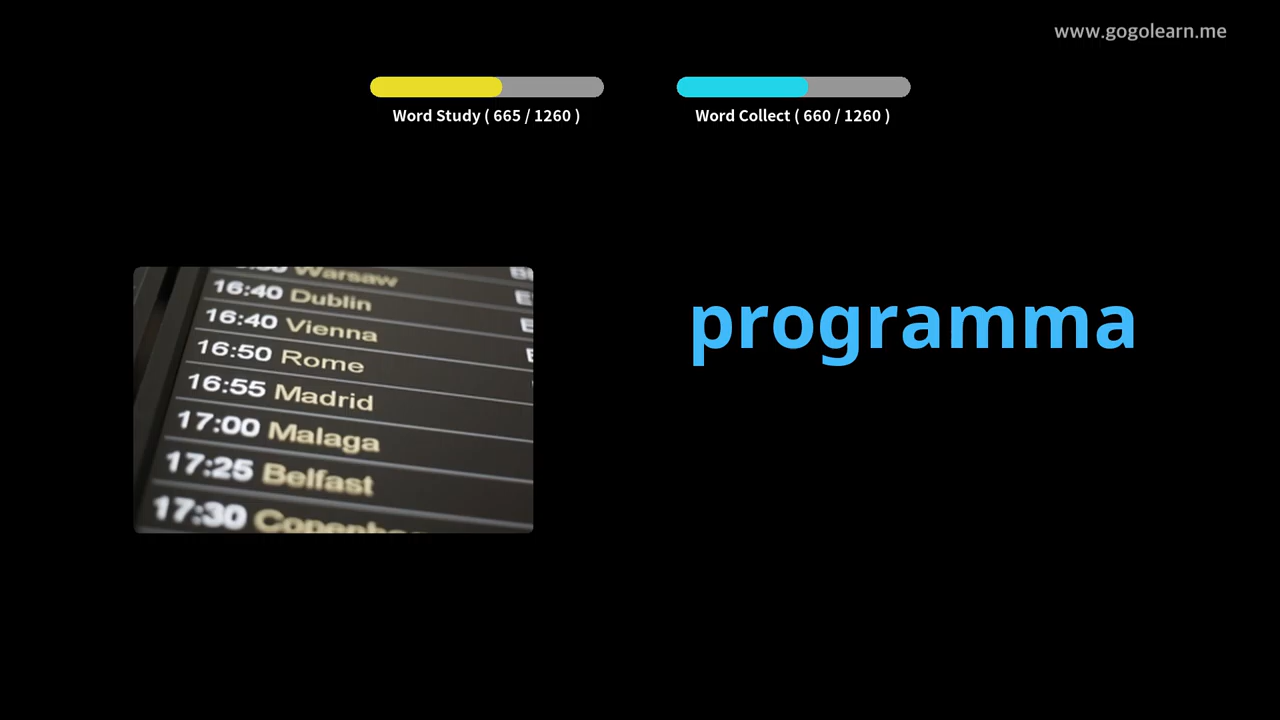 www.gogolearn.me
Word Study ( 665 / 1260 )
Word Collect ( 660 / 1260 )
programma
Warsaw
16:40 Dublin
16:40 Vienna
16:50 Rome
16:55 Madrid
17:00 Malaga
17:25 Belfast
17:30